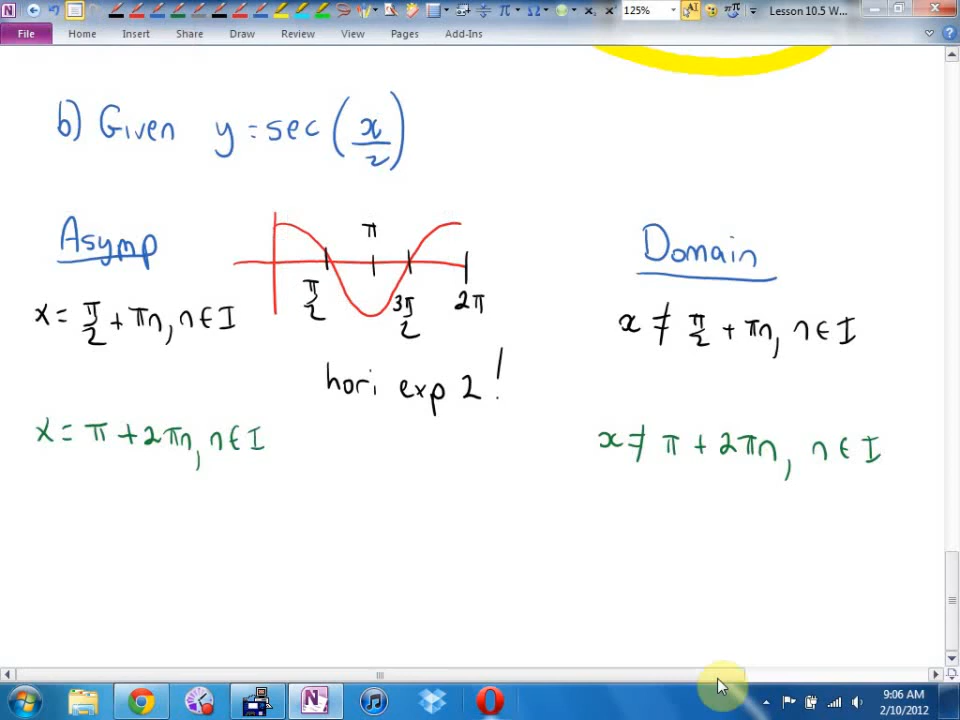 125% Lesson 10.5 W...
File Home Insert Share Draw Review View Pages Add-Ins
b) Given y = sec(x/2)
Asymp
Domain
π
π/2 3π/2 2π
x = π/2 + πn, n ∈ I
x ≠ π/2 + πn, n ∈ I
hori exp 2!
x = π + 2πn, n ∈ I
x ≠ π + 2πn, n ∈ I
9:06 AM
2/10/2012